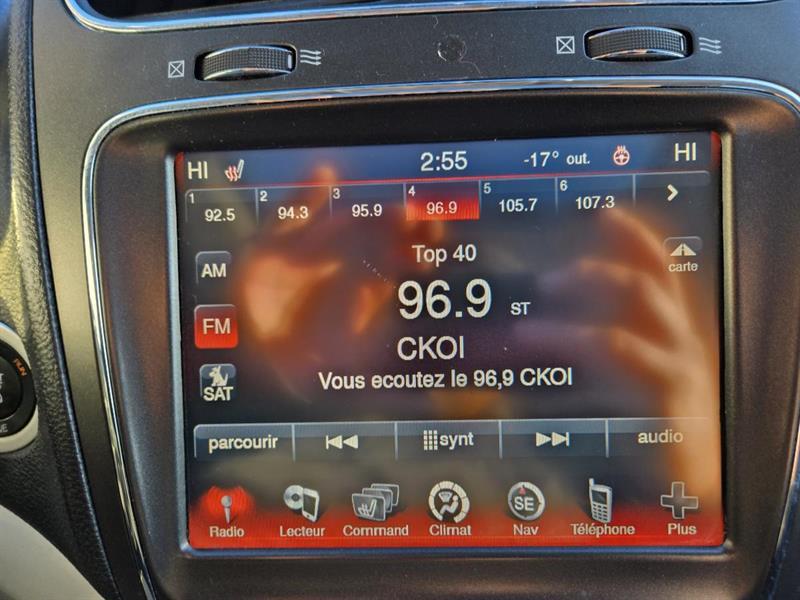 HI 2:55 -17° out. HI
1 92.5 2 94.3 3 95.9 4 96.9 5 105.7 6 107.3
Top 40
carte
AM
96.9 ST
FM
CKOI
Vous ecoutez le 96,9 CKOI
SAT
parcourir synt audio
SE
Radio Lecteur Command Climat Nav Téléphone Plus
RUN